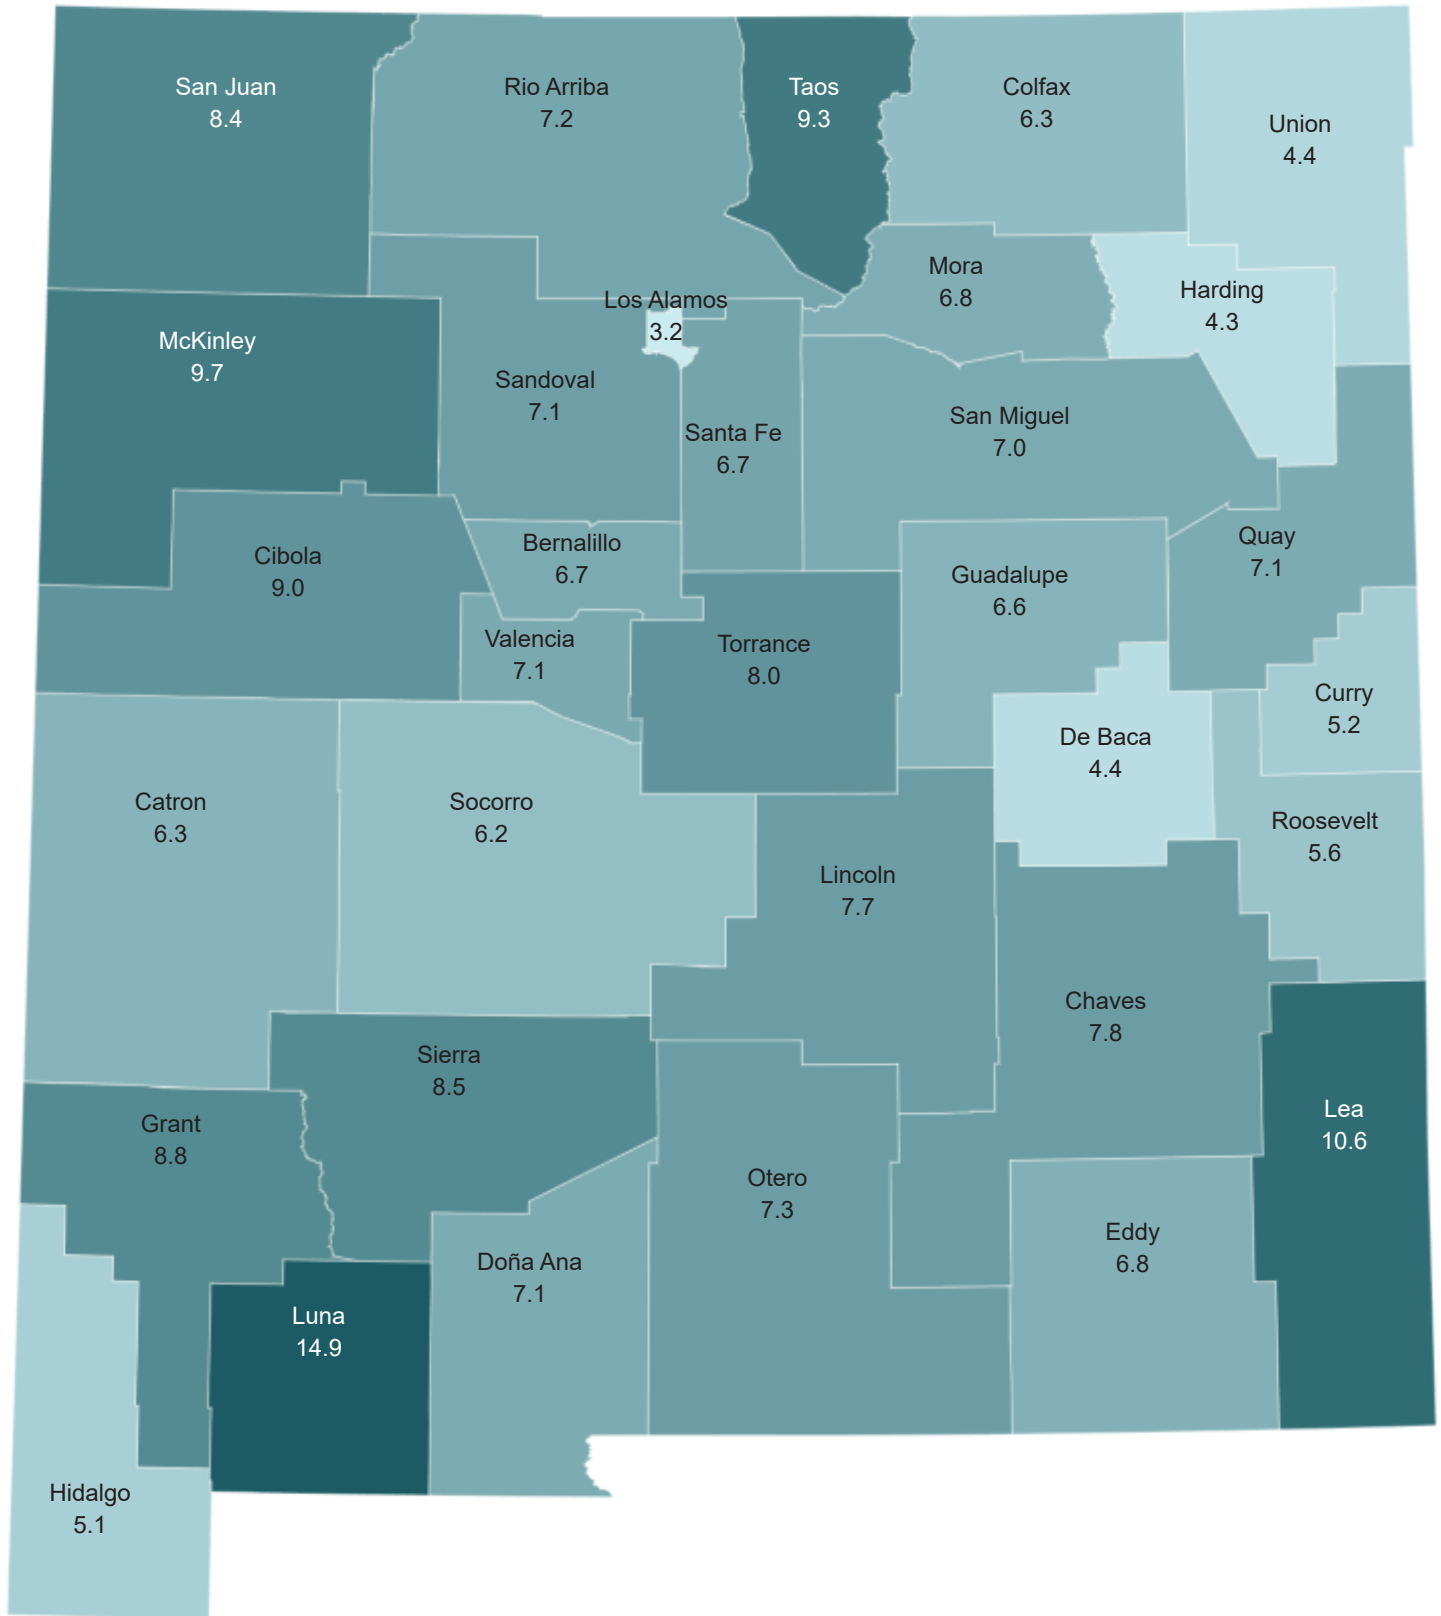 San Juan
8.4
Rio Arriba
7.2
Taos
9.3
Colfax
6.3
Union
4.4
Mora
6.8
Harding
4.3
Los Alamos
3.2
McKinley
9.7
Sandoval
7.1
Santa Fe
6.7
San Miguel
7.0
Cibola
9.0
Bernalillo
6.7
Quay
7.1
Guadalupe
6.6
Valencia
7.1
Torrance
8.0
Curry
5.2
De Baca
4.4
Catron
6.3
Socorro
6.2
Roosevelt
5.6
Lincoln
7.7
Chaves
7.8
Sierra
8.5
Grant
8.8
Lea
10.6
Otero
7.3
Eddy
6.8
Doña Ana
7.1
Luna
14.9
Hidalgo
5.1